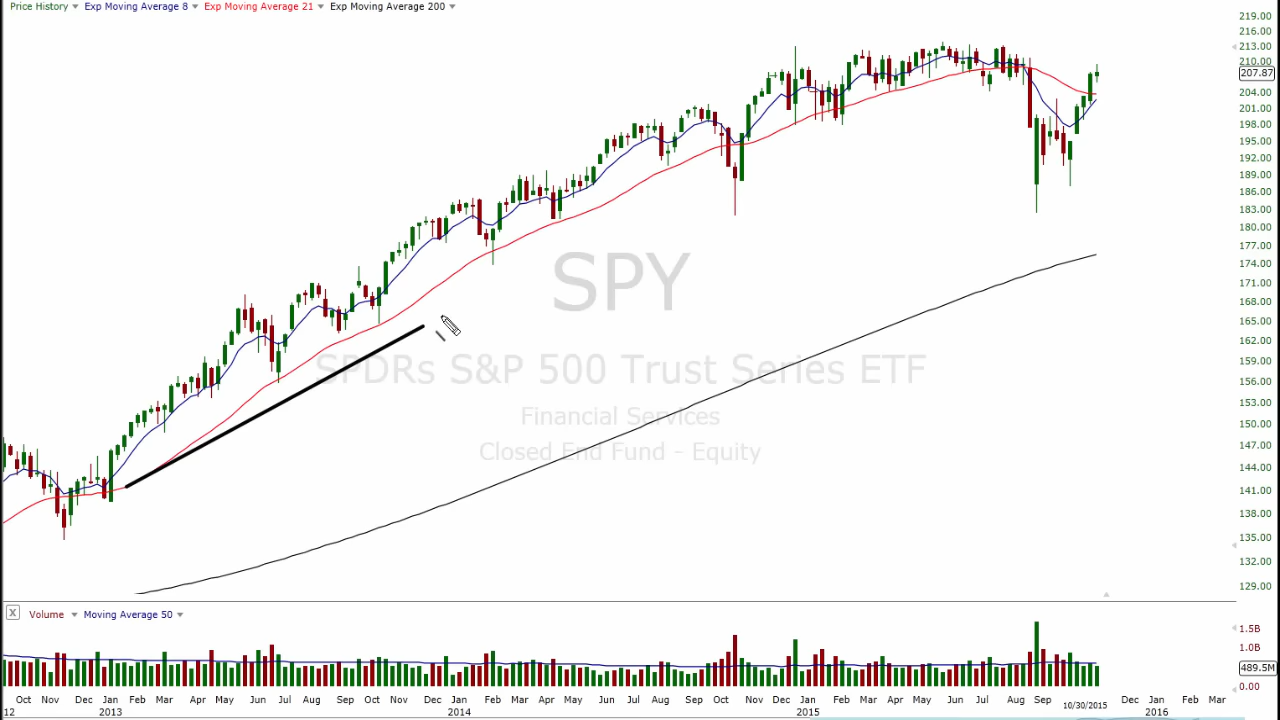 Price History Exp Moving Average 8 Exp Moving Average 21 Exp Moving Average 200
219.00
216.00
213.00
210.00
207.87
204.00
201.00
198.00
195.00
192.00
189.00
186.00
183.00
180.00
177.00
174.00
171.00
168.00
165.00
162.00
159.00
156.00
153.00
150.00
147.00
144.00
141.00
138.00
135.00
132.00
129.00
SPY
SPDRs S&P 500 Trust Series ETF
Financial Services
Closed End Fund - Equity
X Volume Moving Average 50
1.5B
1.0B
489.5M
0.00
Oct Dec Feb Mar Apr May Jul Aug Sep Oct Dec Jan Feb Mar Apr May Jun Jul Aug Sep Oct Nov Dec Jan Feb Mar Apr May Jun Jul Aug Sep 10/30/2015 Dec Jan Feb Mar
12 2013 2014 2015 2016